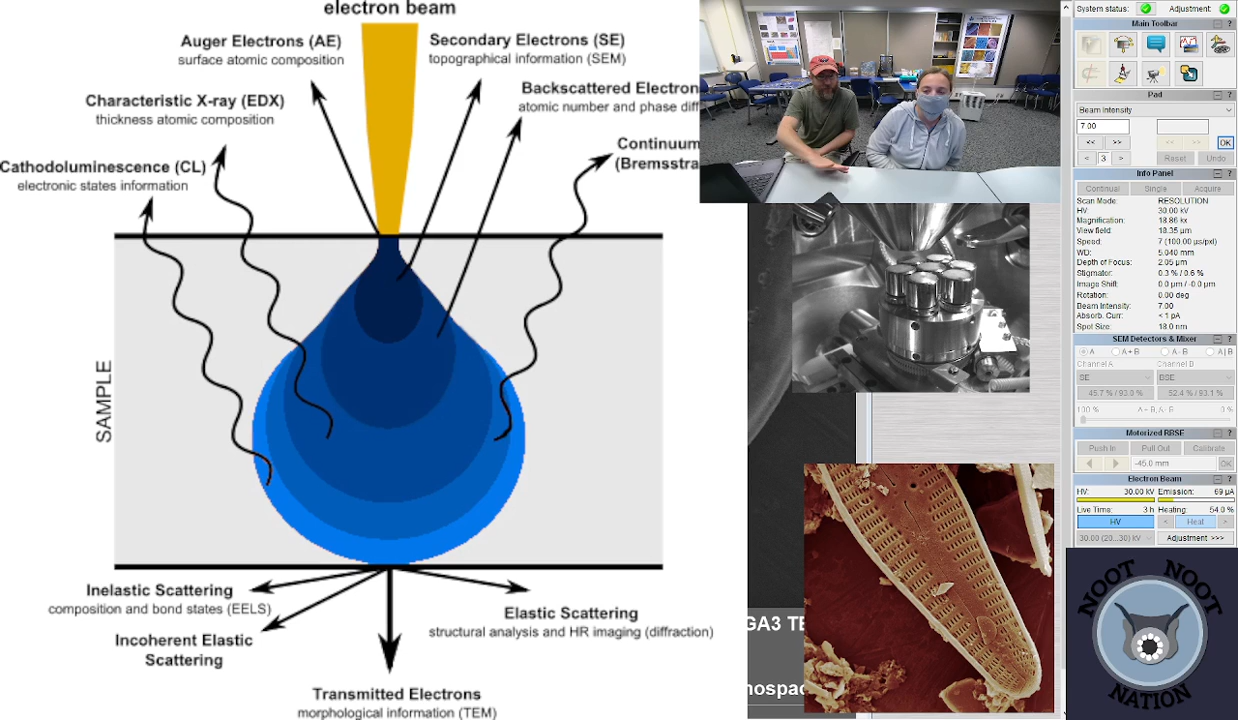 electron beam
Auger Electrons (AE)
surface atomic composition
Secondary Electrons (SE)
topographical information (SEM)
Characteristic X-ray (EDX)
thickness atomic composition
Backscattered Electron
atomic number and phase diff
Cathodoluminescence (CL)
electronic states information
Continuum
(Bremsstra
SAMPLE
Inelastic Scattering
composition and bond states (EELS)
Incoherent Elastic
Scattering
Elastic Scattering
structural analysis and HR imaging (diffraction)
Transmitted Electrons
morphological information (TEM)
GA3 TE
nospac
System status: Adjustment:
Main Toolbar
Pad
Beam Intensity
7.00
<< >> << >> OK
< 3 > Reset Undo
Info Panel
Continual Single Acquire
Scan Mode: RESOLUTION
HV: 30.00 kV
Magnification: 18.86 kx
View field: 18.35 µm
Speed: 7 (100.00 µs/pxl)
WD: 5.040 mm
Depth of Focus: 2.05 µm
Stigmator: 0.3 % / 0.6 %
Image Shift: 0.0 µm / -0.0 µm
Rotation: 0.00 deg
Beam Intensity: 7.00
Absorb. Curr: < 1 pA
Spot Size: 18.0 nm
SEM Detectors & Mixer
A A+B A-B A|B
Channel A Channel B
SE BSE
45.7 % / 93.0 % 52.4 % / 93.1 %
100 % A+B, A-B 0 %
Motorized RBSE
Push In Pull Out Calibrate
-45.0 mm OK
Electron Beam
HV: 30.00 kV Emission: 69 µA
Live Time: 3 h Heating: 54.0 %
HV < Heat >
30.00 (20...30) kV Adjustment >>>
NOOT NOOT
NATION